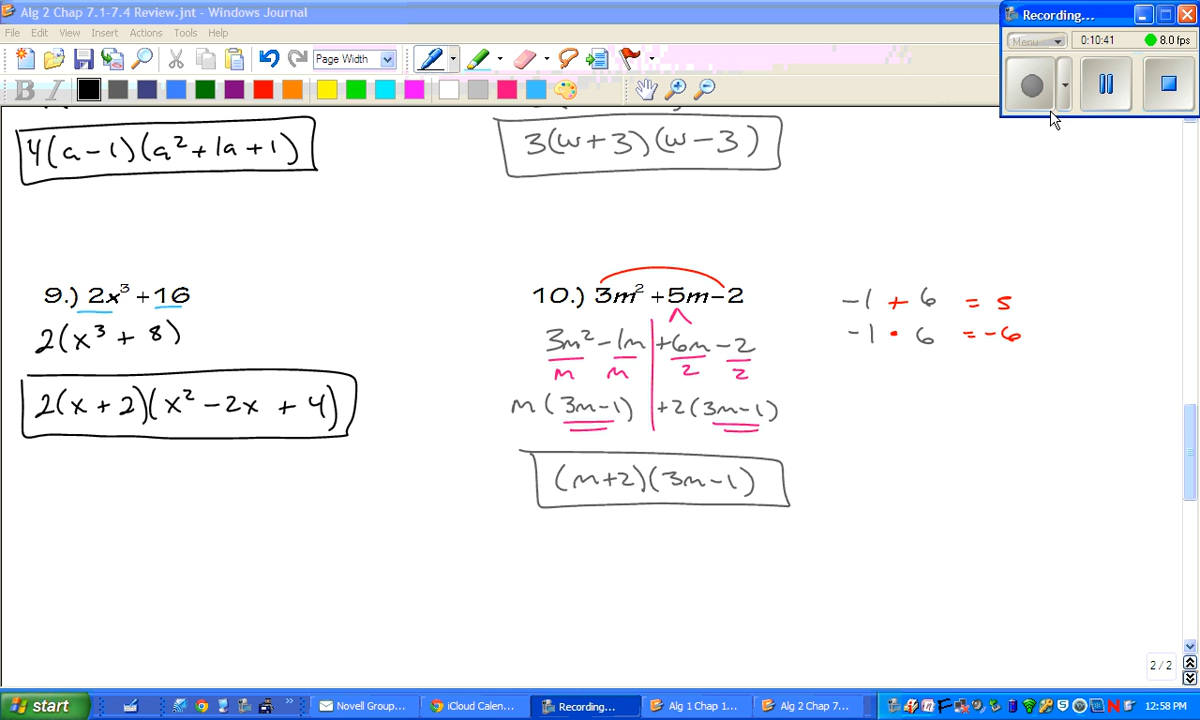 Alg 2 Chap 7.1-7.4 Review.jnt - Windows Journal
File Edit View Insert Actions Tools Help
Page Width
B I
Recording...
Menu 0:10:41 8.0 fps
4(a-1)(a²+1a+1)
3(w+3)(w-3)
9.) 2x³+16
2(x³+8)
2(x+2)(x²-2x+4)
10.) 3m²+5m-2
3m²-1m +6m-2
m m 2 2
m(3m-1) +2(3m-1)
(m+2)(3m-1)
-1 + 6 = 5
-1 • 6 = -6
2 / 2
start Novell Group... iCloud Calen... Recording... Alg 1 Chap 1... Alg 2 Chap 7... 12:58 PM